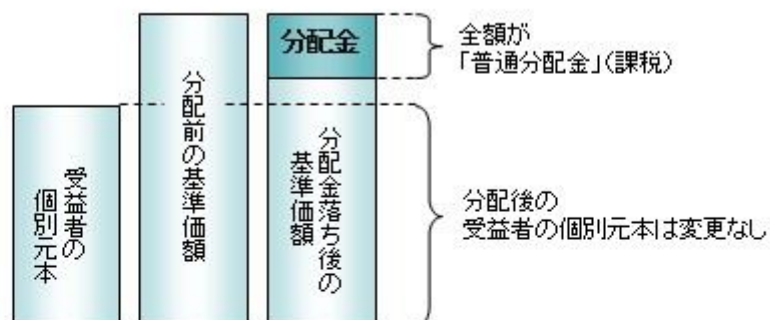 受益者の
個別元本
分配前の基準価額
分配金
分配金落ち後の
基準価額
全額が
「普通分配金」(課税)
分配後の
受益者の個別元本は変更なし